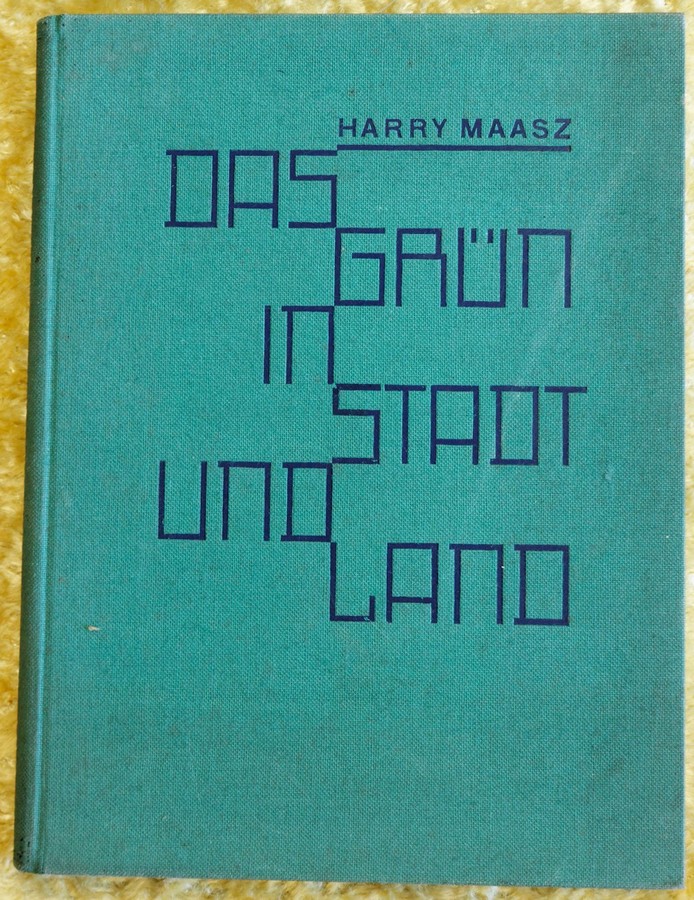 HARRY MAASZ
DAS
GRÜN
IN
STADT
UND
LAND